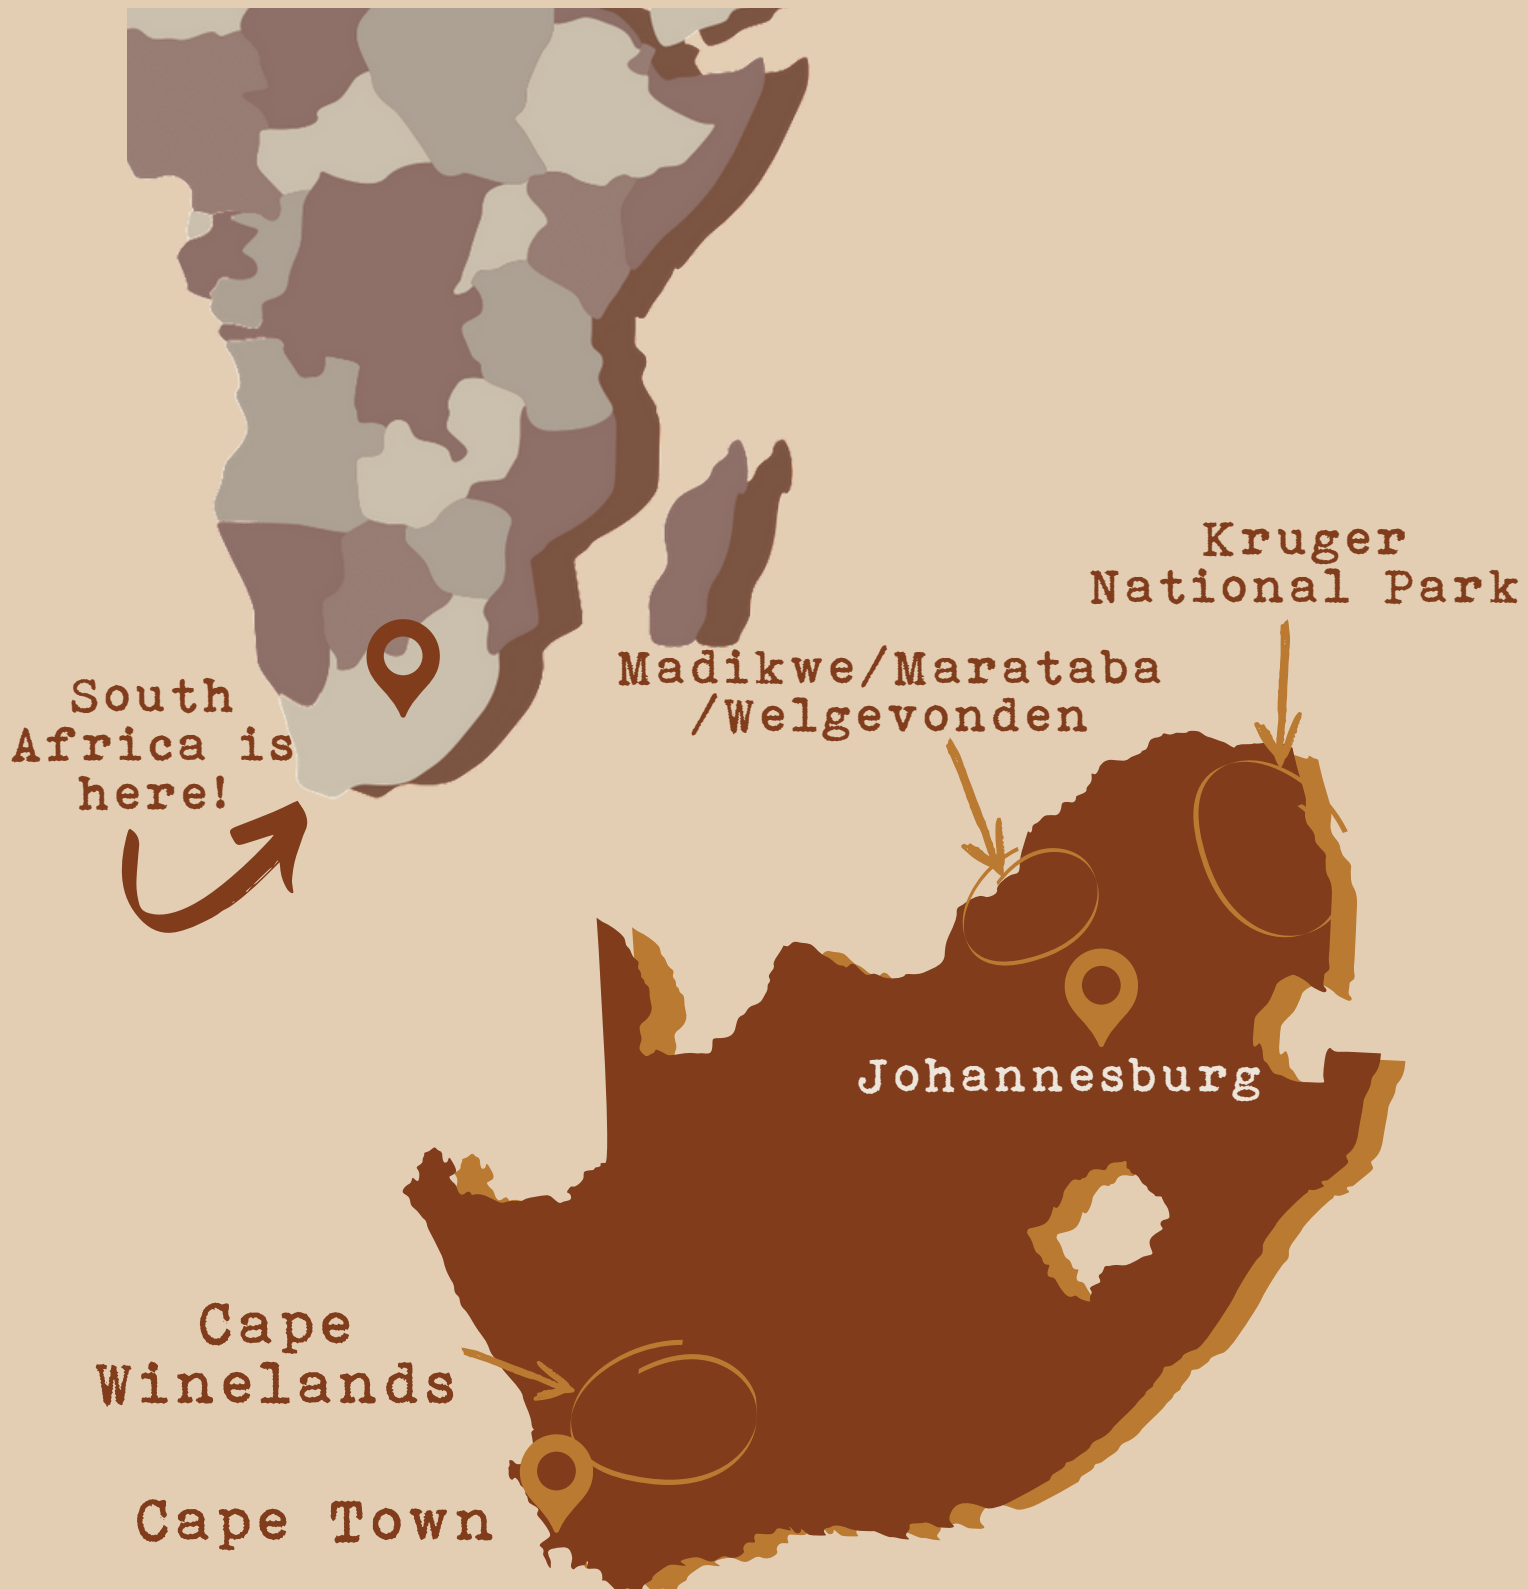 Kruger
National Park
Madikwe/Marataba
/Welgevonden
South
Africa is
here!
Johannesburg
Cape
Winelands
Cape Town